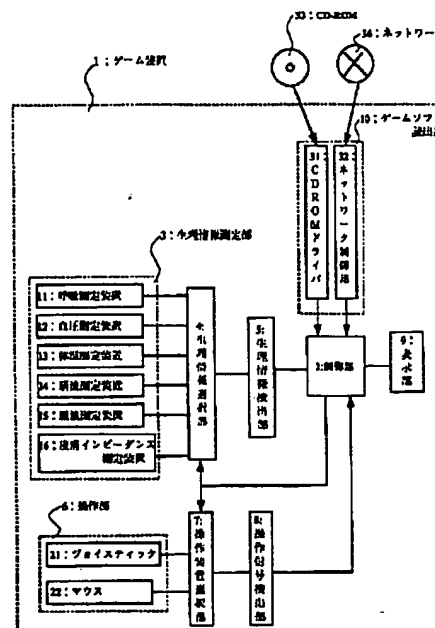 33:CD-ROM
34:ネットワー
1:ゲーム装置
10:ゲームソフ
読出
31CDROMドライバ
32ネットワーク制御部
3:生理情報測定部
11:呼吸測定装置
12:血圧測定装置
13:体温測定装置
14:脈波測定装置
15:脳波測定装置
16:皮膚インピーダンス
測定装置
4:生理情報選択部
5:生理情報検出部
2:制御部
9:表示部
6:操作部
21:ジョイスティック
22:マウス
7:操作装置選択部
8:操作信号検出部